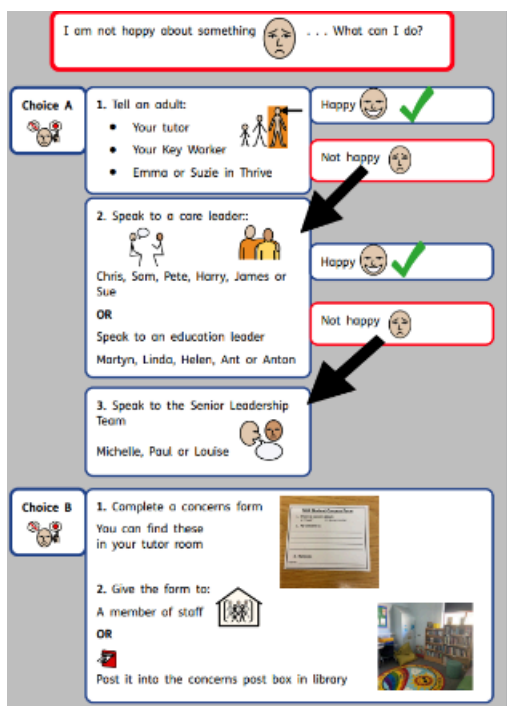 I am not happy about something ... What can I do?
Choice A
1. Tell an adult:
• Your tutor
• Your Key Worker
• Emma or Suzie in Thrive
Happy
Not happy
2. Speak to a care leader::
Chris, Sam, Pete, Harry, James or
Sue
OR
Speak to an education leader
Martyn, Linda, Helen, Ant or Anton
Happy
Not happy
3. Speak to the Senior Leadership
Team
Michelle, Paul or Louise
Choice B
1. Complete a concerns form
You can find these
in your tutor room
2. Give the form to:
A member of staff
OR
Post it into the concerns post box in library